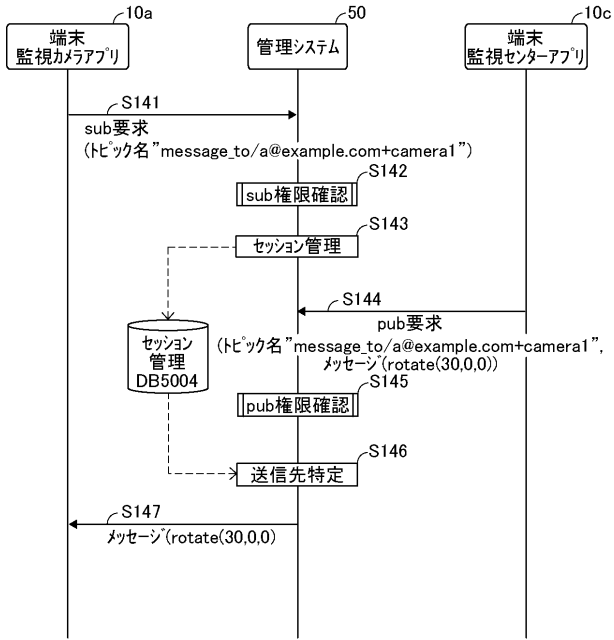 10a
50
10c
端末
監視カメラアプリ
管理システム
端末
監視センターアプリ
S141
sub要求
(トピック名"message_to/a@example.com+camera1")
S142
sub権限確認
S143
セッション管理
S144
pub要求
(トピック名"message_to/a@example.com+camera1",
メッセージ(rotate(30,0,0))
セッション
管理
DB5004
S145
pub権限確認
S146
送信先特定
S147
メッセージ(rotate(30,0,0)